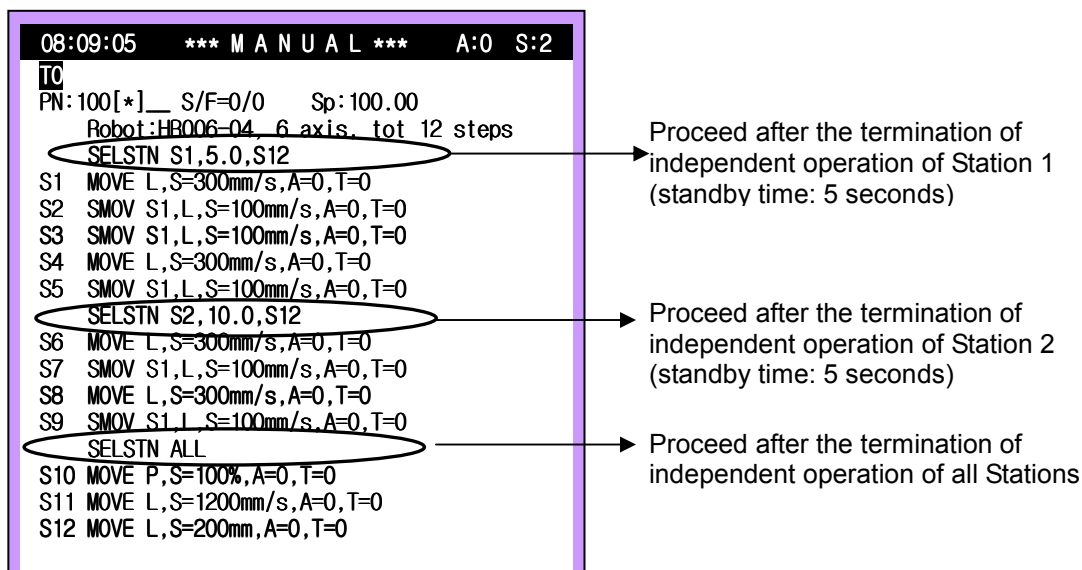 08:09:05 *** M A N U A L *** A:0 S:2
T0
PN:100[*]__ S/F=0/0 Sp:100.00
Robot:HR006-04, 6 axis, tot 12 steps
SELSTN S1,5.0,S12
S1 MOVE L,S=300mm/s,A=0,T=0
S2 SMOV S1,L,S=100mm/s,A=0,T=0
S3 SMOV S1,L,S=100mm/s,A=0,T=0
S4 MOVE L,S=300mm/s,A=0,T=0
S5 SMOV S1,L,S=100mm/s,A=0,T=0
SELSTN S2,10.0,S12
S6 MOVE L,S=300mm/s,A=0,T=0
S7 SMOV S1,L,S=100mm/s,A=0,T=0
S8 MOVE L,S=300mm/s,A=0,T=0
S9 SMOV S1,L,S=100mm/s,A=0,T=0
SELSTN ALL
S10 MOVE P,S=100%,A=0,T=0
S11 MOVE L,S=1200mm/s,A=0,T=0
S12 MOVE L,S=200mm,A=0,T=0
Proceed after the termination of
independent operation of Station 1
(standby time: 5 seconds)
Proceed after the termination of
independent operation of Station 2
(standby time: 5 seconds)
Proceed after the termination of
independent operation of all Stations